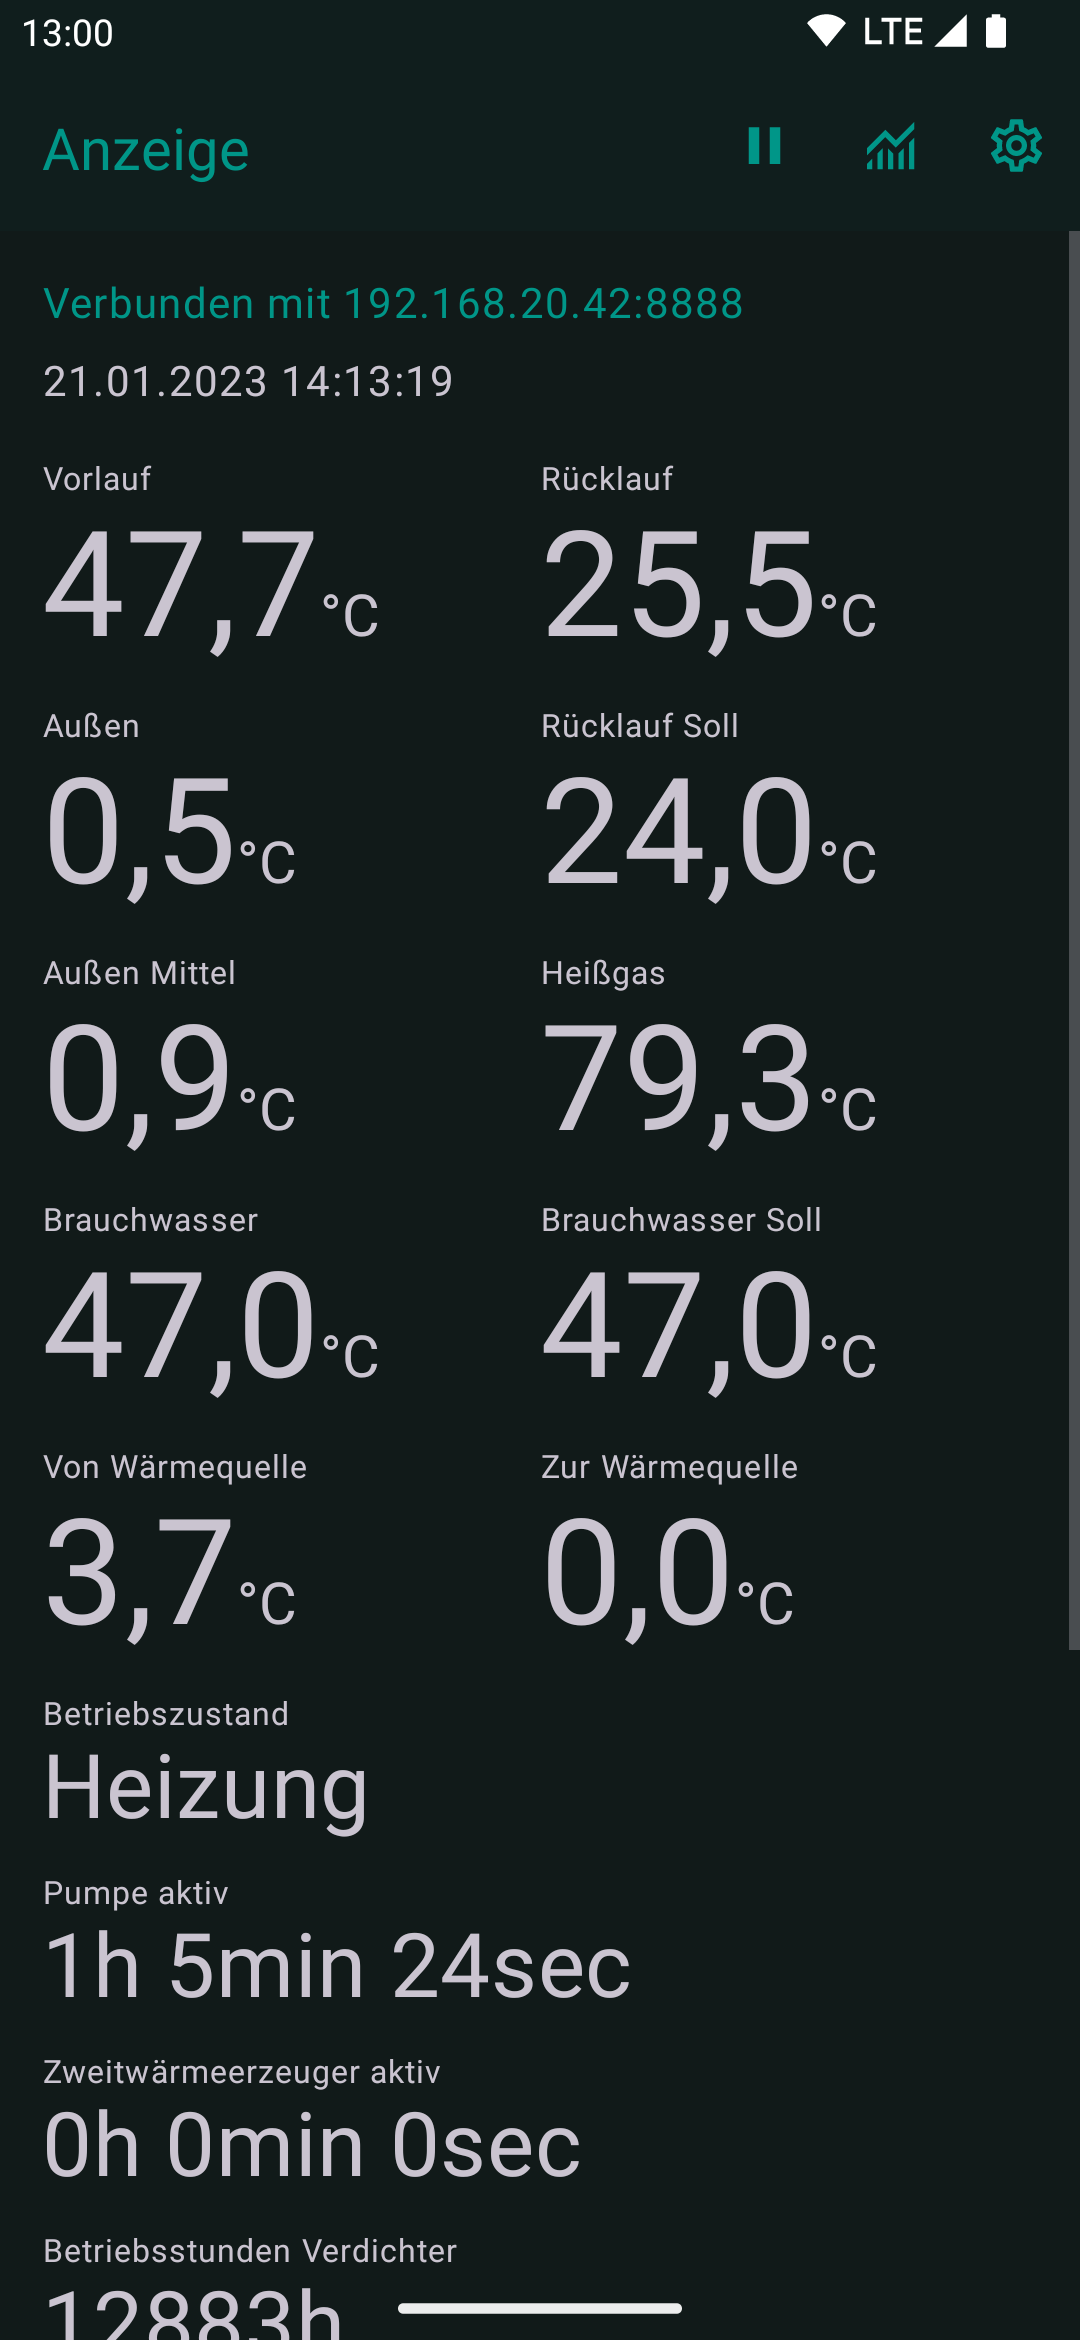 13:00 LTE
Anzeige
Verbunden mit 192.168.20.42:8888
21.01.2023 14:13:19
Vorlauf Rücklauf
47,7°C 25,5°C
Außen Rücklauf Soll
0,5°C 24,0°C
Außen Mittel Heißgas
0,9°C 79,3°C
Brauchwasser Brauchwasser Soll
47,0°C 47,0°C
Von Wärmequelle Zur Wärmequelle
3,7°C 0,0°C
Betriebszustand
Heizung
Pumpe aktiv
1h 5min 24sec
Zweitwärmeerzeuger aktiv
0h 0min 0sec
Betriebsstunden Verdichter
12883h